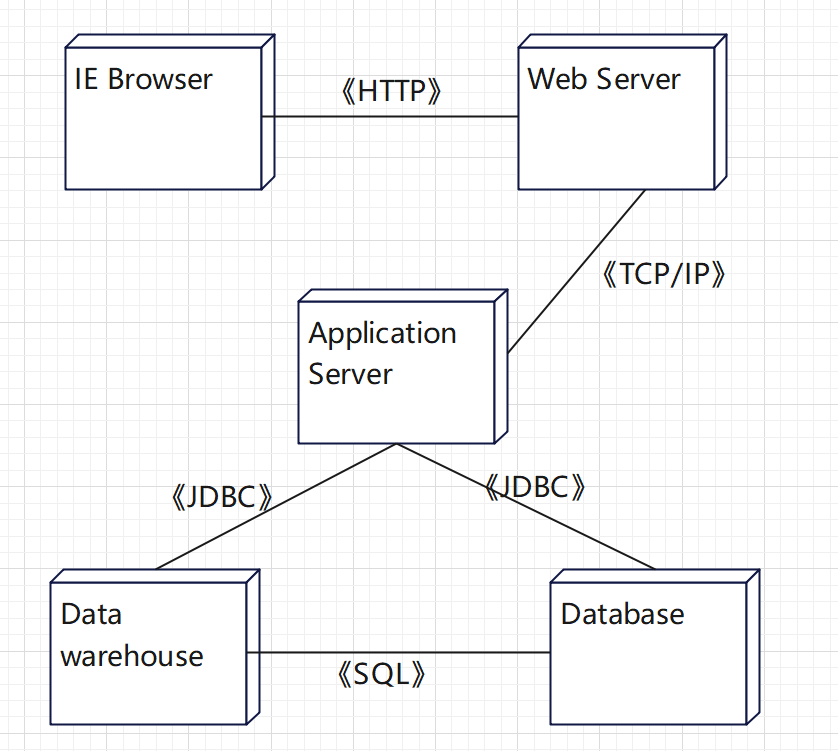 IE Browser
《HTTP》
Web Server
《TCP/IP》
Application
Server
《JDBC》
《JDBC》
Data
warehouse
《SQL》
Database